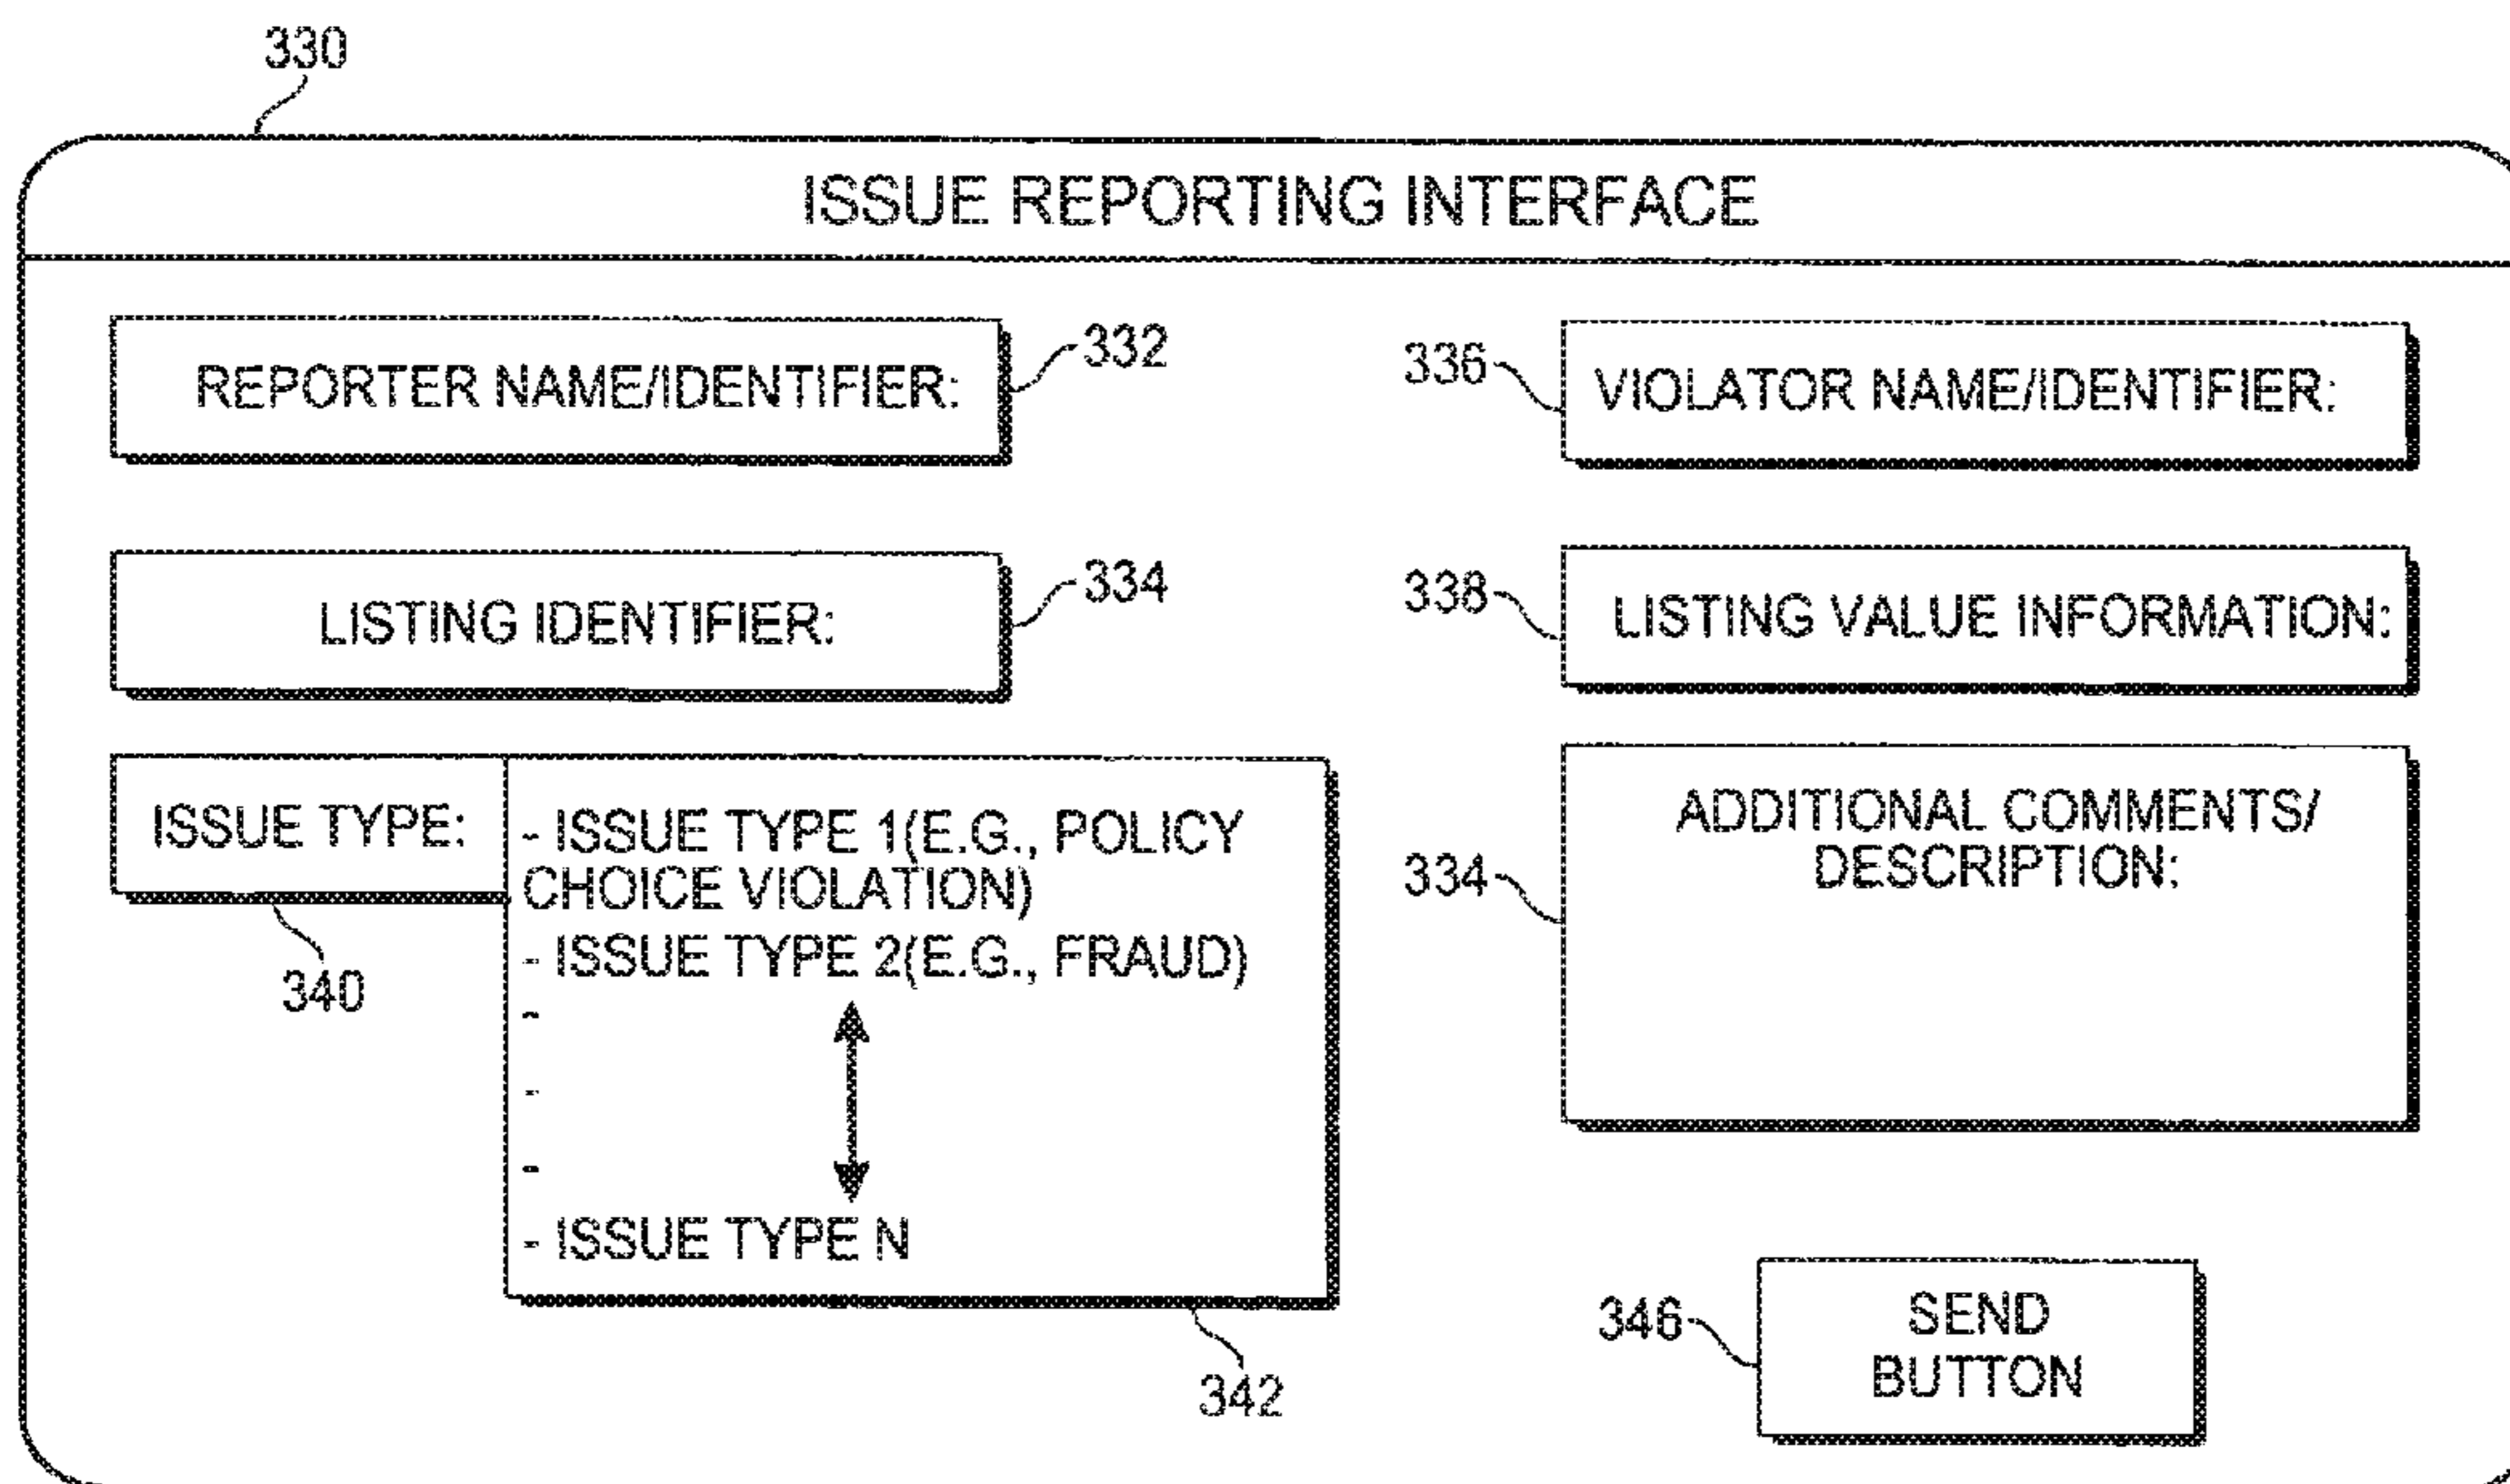 330
ISSUE REPORTING INTERFACE
REPORTER NAME/IDENTIFIER:
332
336
VIOLATOR NAME/IDENTIFIER:
LISTING IDENTIFIER:
334
338
LISTING VALUE INFORMATION:
ISSUE TYPE:
340
- ISSUE TYPE 1(E.G., POLICY
CHOICE VIOLATION)
- ISSUE TYPE 2(E.G., FRAUD)
-
-
-
- ISSUE TYPE N
342
334
ADDITIONAL COMMENTS/
DESCRIPTION:
346
SEND
BUTTON